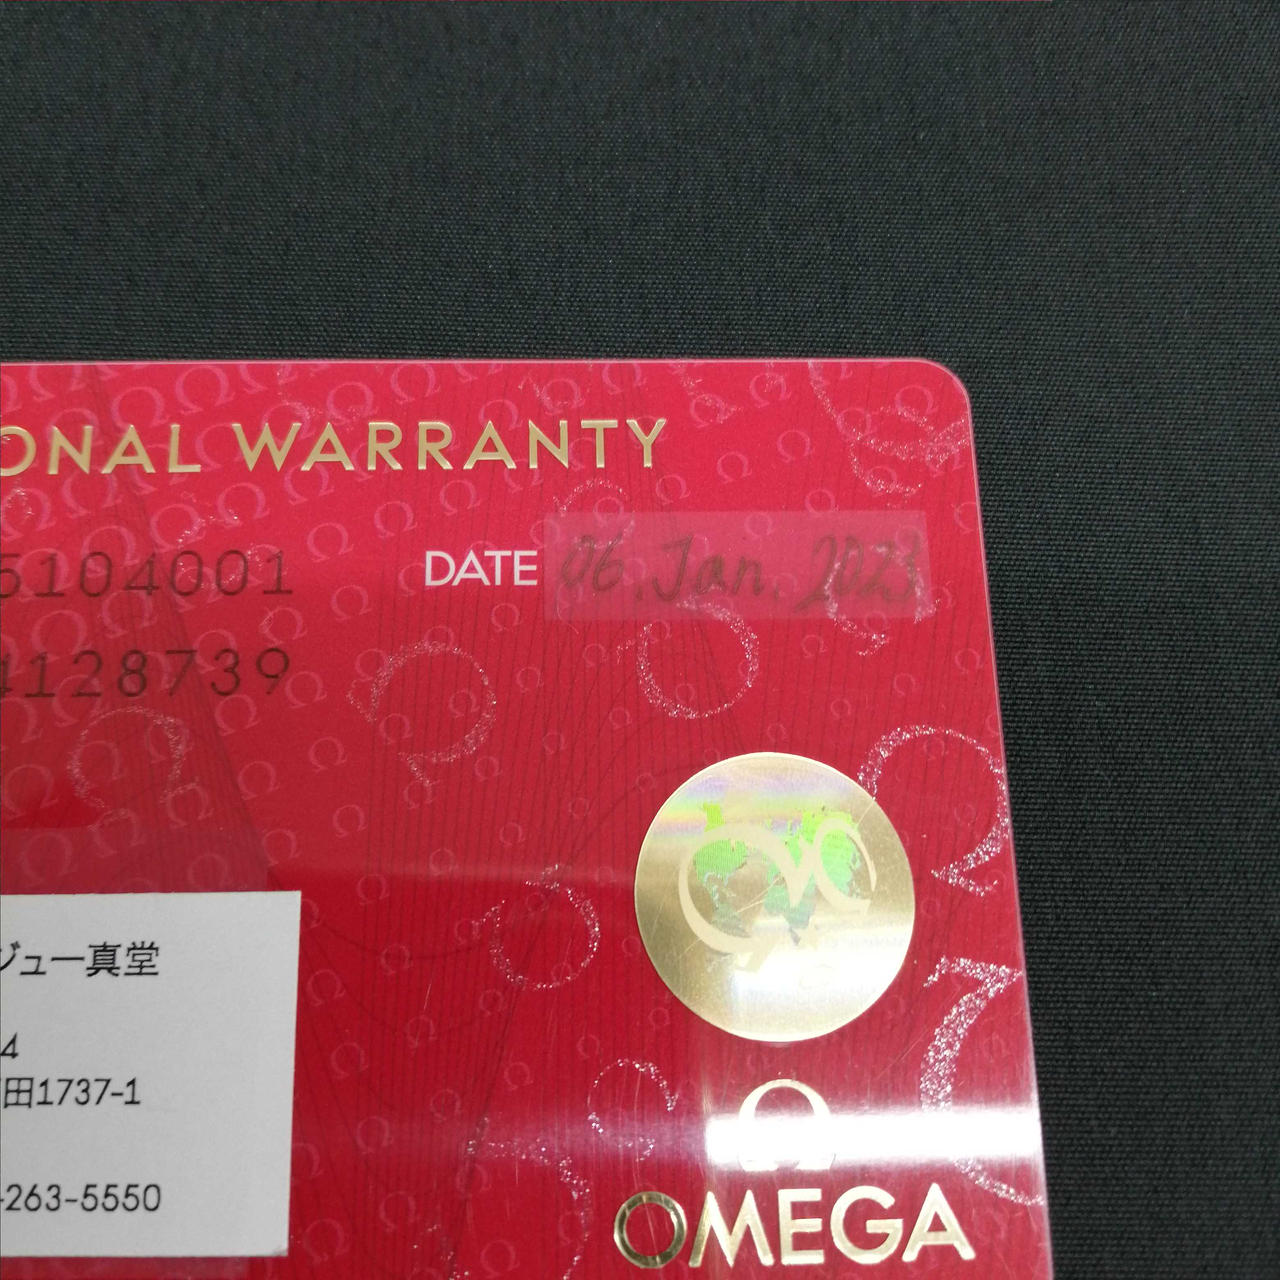 ONAL WARRANTY
5104001
DATE 06. Jan. 2023
4128739
ジュー真堂
4
田1737-1
-263-5550
Ω
OMEGA